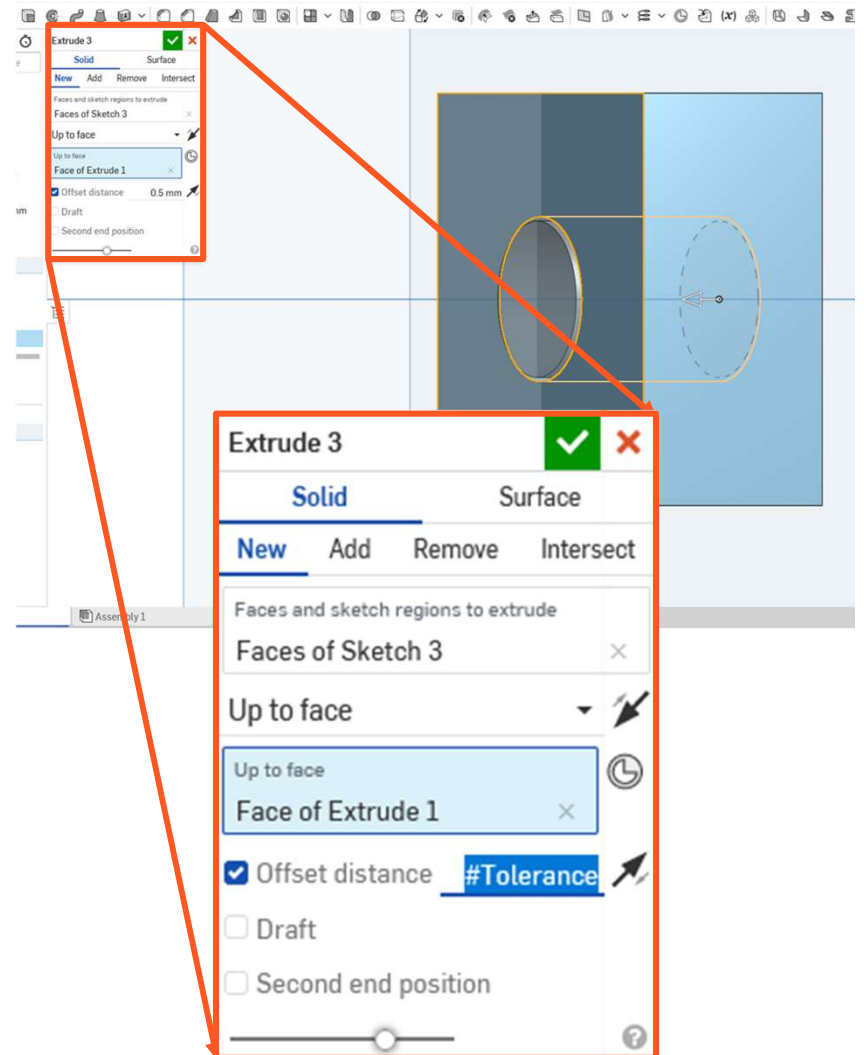 (x)
Extrude 3
Solid Surface
New Add Remove Intersect
Faces and sketch regions to extrude
Faces of Sketch 3
Up to face
Up to face
Face of Extrude 1
Offset distance 0.5 mm
Draft
Second end position
Extrude 3
Solid Surface
New Add Remove Intersect
Faces and sketch regions to extrude
Faces of Sketch 3
Up to face
Up to face
Face of Extrude 1
Offset distance #Tolerance
Draft
Second end position
Assembly 1